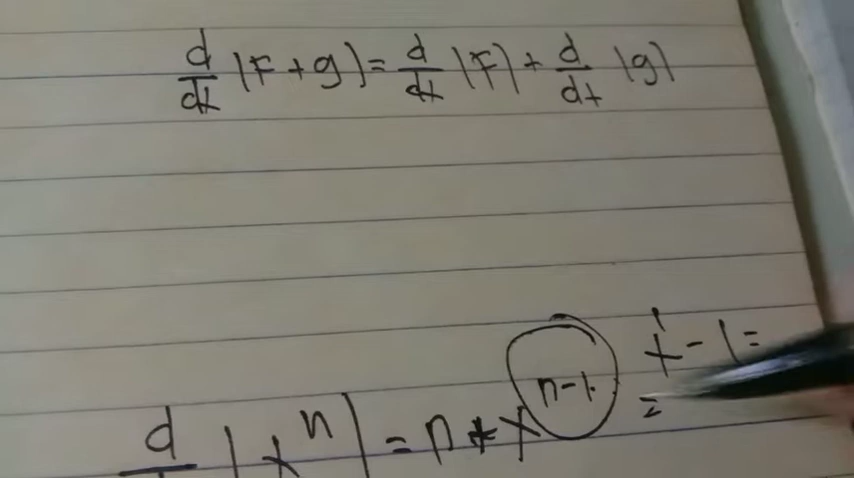 d/dt (F+g)= d/dt (F)+ d/dt (g)
1/t - 1 =
d (t^n) = n * t^(n-1)